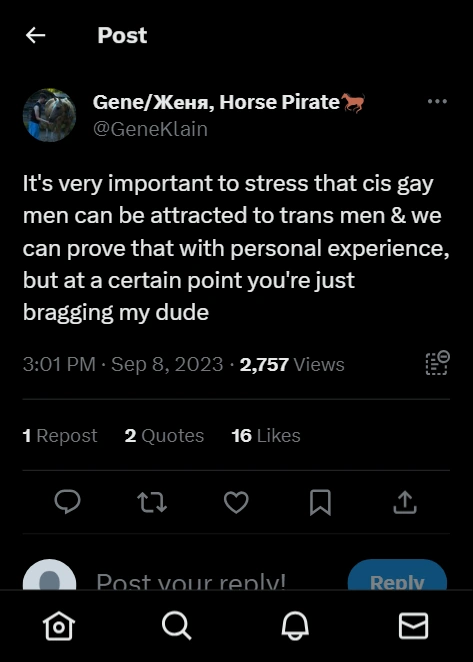 Post
Gene/Женя, Horse Pirate🐎
@GeneKlain
It's very important to stress that cis gay
men can be attracted to trans men & we
can prove that with personal experience,
but at a certain point you're just
bragging my dude
3:01 PM · Sep 8, 2023 · 2,757 Views
1 Repost 2 Quotes 16 Likes
Post your reply! Reply